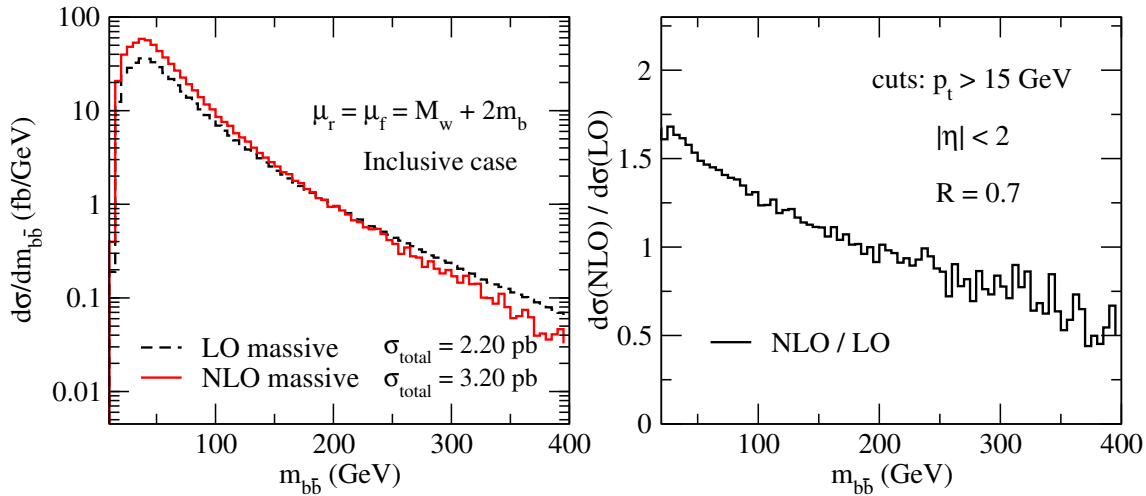 100
10
1
0.1
0.01
dσ/dm_{bb̄} (fb/GeV)
μ_r = μ_f = M_w + 2m_b
Inclusive case
LO massive σ_total = 2.20 pb
NLO massive σ_total = 3.20 pb
100 200 300 400
m_{bb̄} (GeV)
2
1.5
1
0.5
0
dσ(NLO) / dσ(LO)
cuts: p_t > 15 GeV
|η| < 2
R = 0.7
NLO / LO
100 200 300 400
m_{bb̄} (GeV)